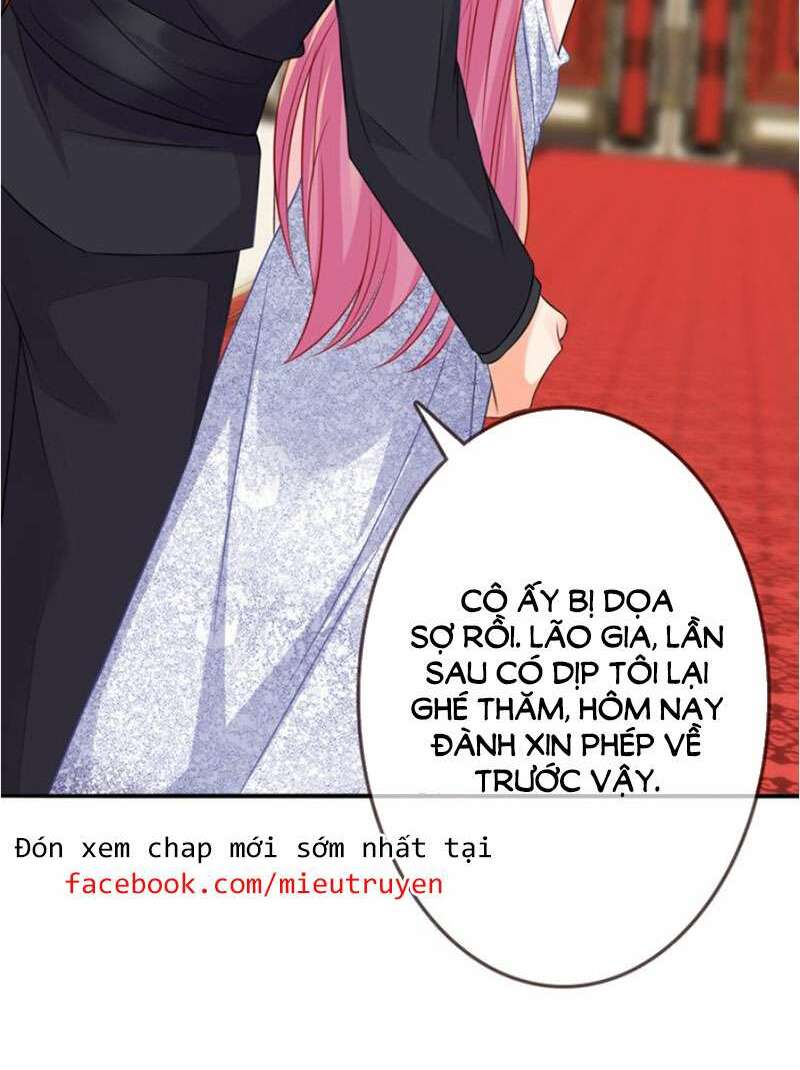 CÔ ẤY BỊ DỌA
SỢ RỒI. LÃO GIA, LẦN
SAU CÓ DỊP TÔI LẠI
GHÉ THĂM, HÔM NAY
ĐÀNH XIN PHÉP VỀ
TRƯỚC VẬY.
Đón xem chap mới sớm nhất tại
facebook.com/mieutruyen